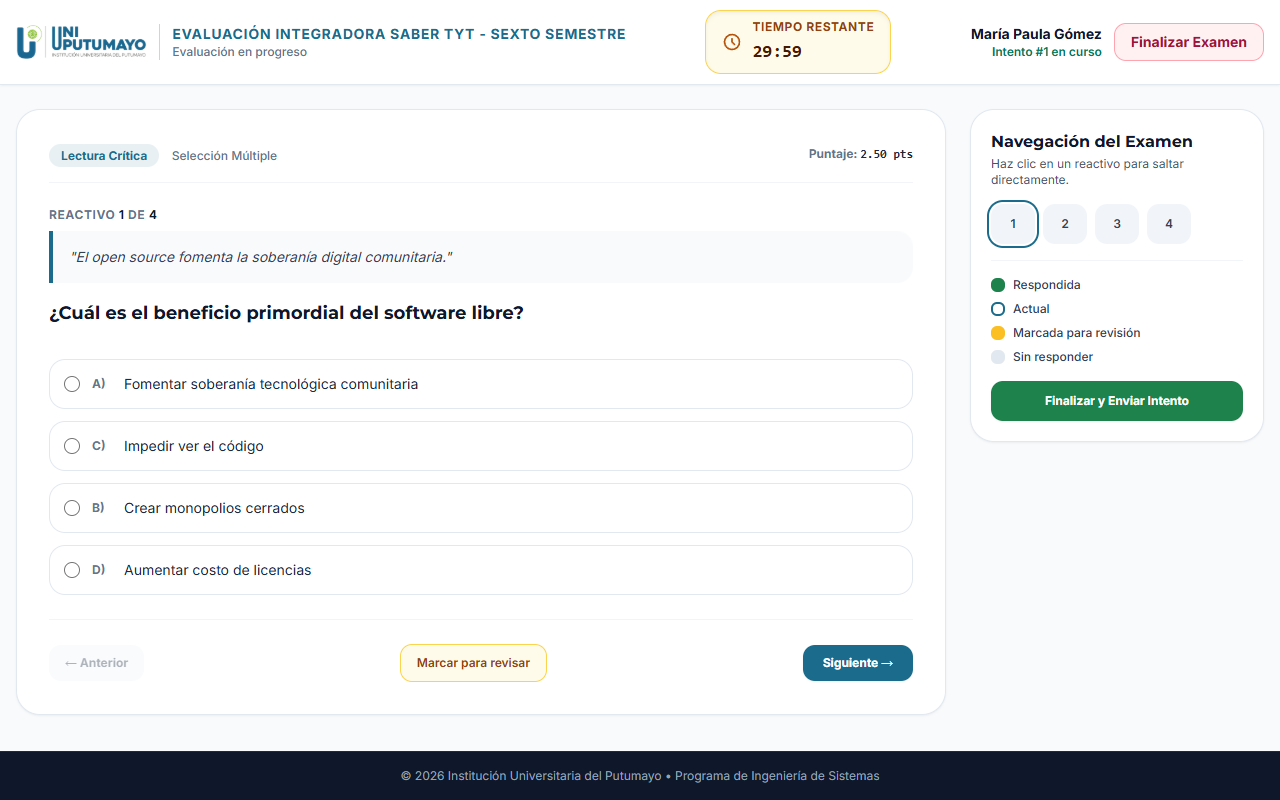 UNI
UPUTUMAYO
INSTITUCIÓN UNIVERSITARIA DEL PUTUMAYO
EVALUACIÓN INTEGRADORA SABER TYT - SEXTO SEMESTRE
Evaluación en progreso
TIEMPO RESTANTE
29:59
María Paula Gómez
Intento #1 en curso
Finalizar Examen
Lectura Crítica
Selección Múltiple
Puntaje: 2.50 pts
REACTIVO 1 DE 4
"El open source fomenta la soberanía digital comunitaria."
¿Cuál es el beneficio primordial del software libre?
A) Fomentar soberanía tecnológica comunitaria
C) Impedir ver el código
B) Crear monopolios cerrados
D) Aumentar costo de licencias
← Anterior
Marcar para revisar
Siguiente →
Navegación del Examen
Haz clic en un reactivo para saltar
directamente.
1 2 3 4
Respondida
Actual
Marcada para revisión
Sin responder
Finalizar y Enviar Intento
© 2026 Institución Universitaria del Putumayo • Programa de Ingeniería de Sistemas